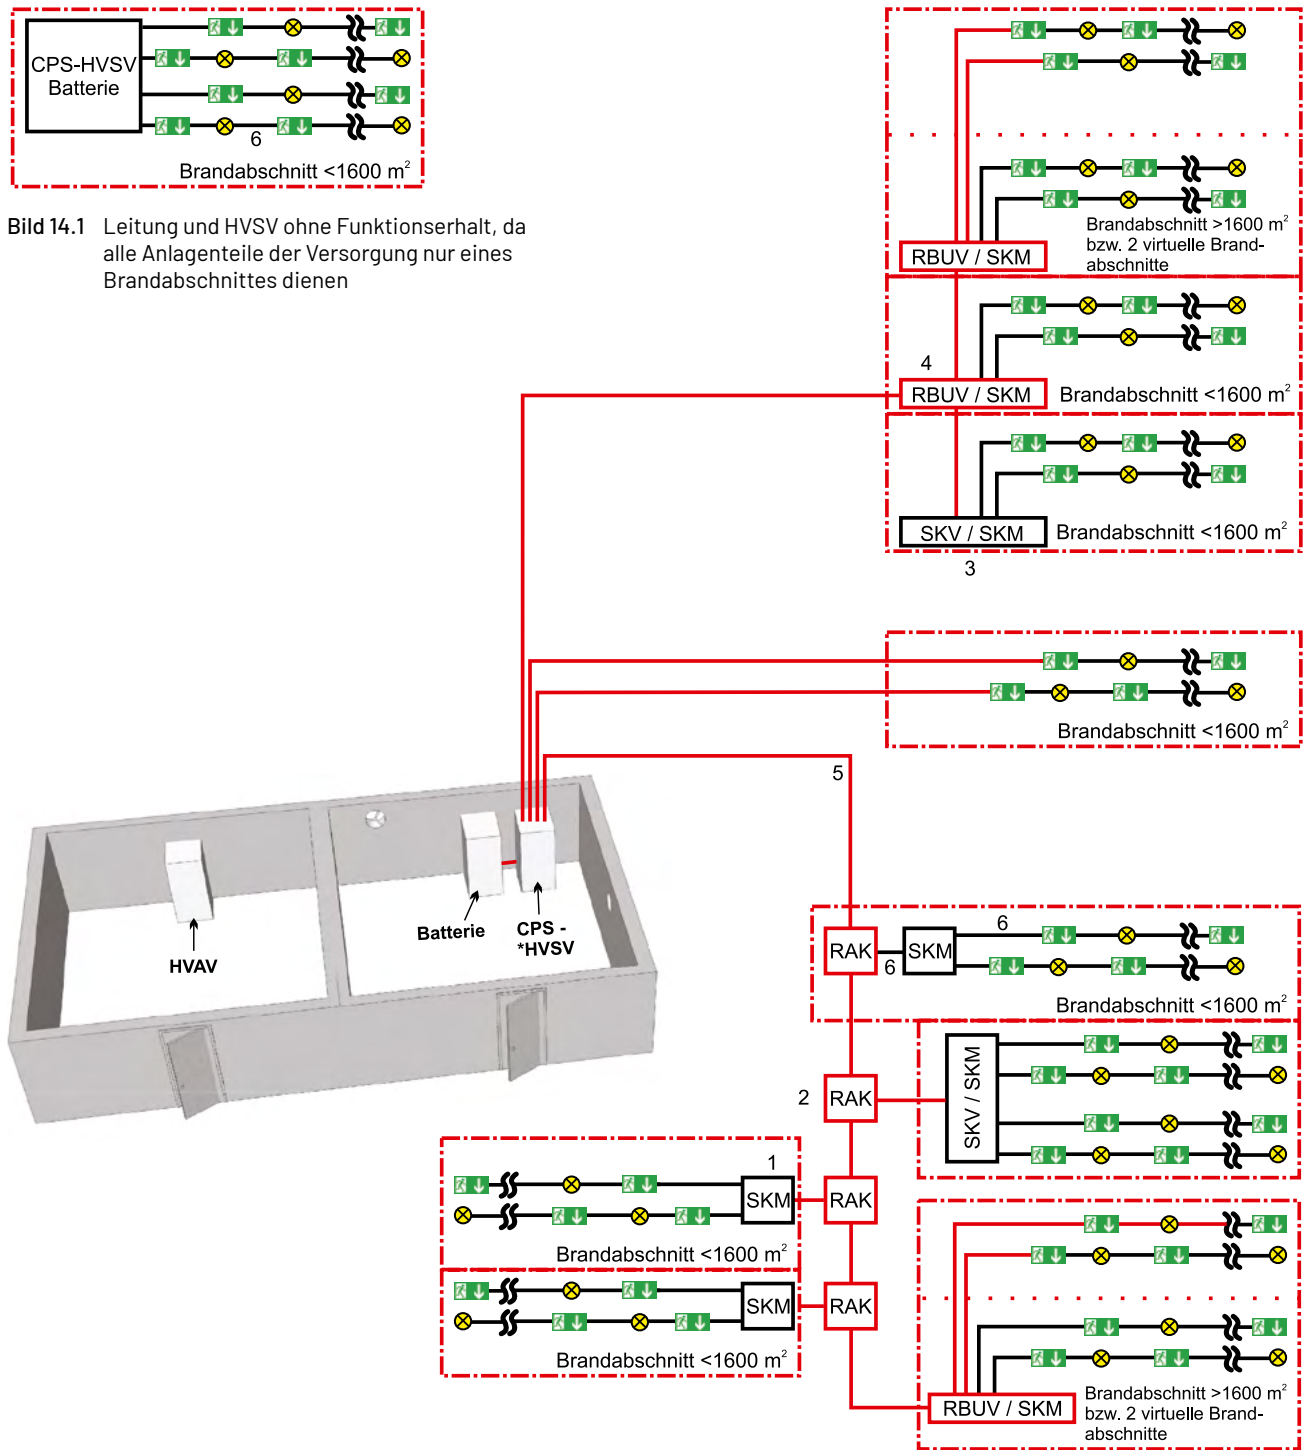 CPS-HVSV
Batterie
6
Brandabschnitt <1600 m²
Bild 14.1 Leitung und HVSV ohne Funktionserhalt, da
alle Anlagenteile der Versorgung nur eines
Brandabschnittes dienen
Brandabschnitt >1600 m²
bzw. 2 virtuelle Brand-
abschnitte
RBUV / SKM
4
RBUV / SKM
Brandabschnitt <1600 m²
SKV / SKM
Brandabschnitt <1600 m²
3
Brandabschnitt <1600 m²
5
HVAV
Batterie
CPS -
*HVSV
RAK
6
SKM
6
Brandabschnitt <1600 m²
2
RAK
SKV / SKM
1
SKM
RAK
Brandabschnitt <1600 m²
SKM
RAK
Brandabschnitt <1600 m²
RBUV / SKM
Brandabschnitt >1600 m²
bzw. 2 virtuelle Brand-
abschnitte